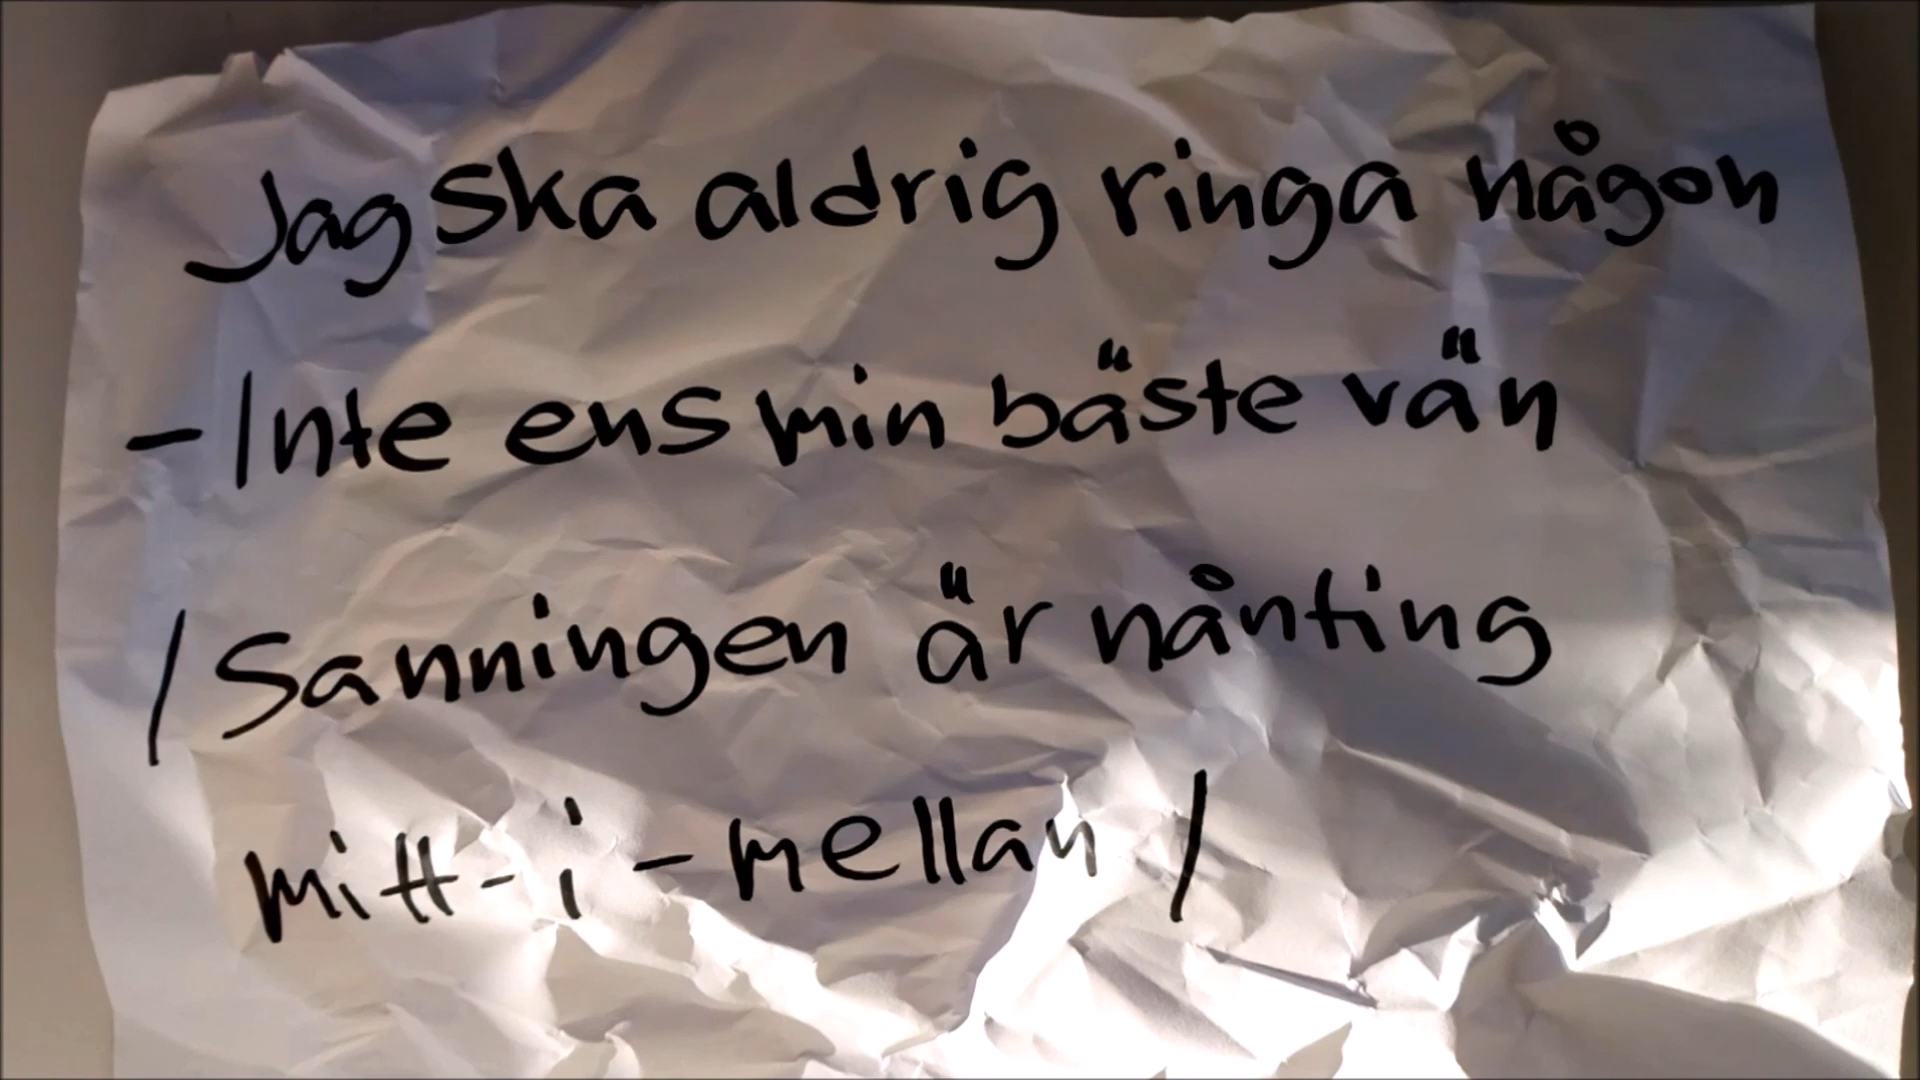 Jag ska aldrig ringa någon
- Inte ens min bäste vän
/ Sanningen är nånting
mitt - i - mellan /